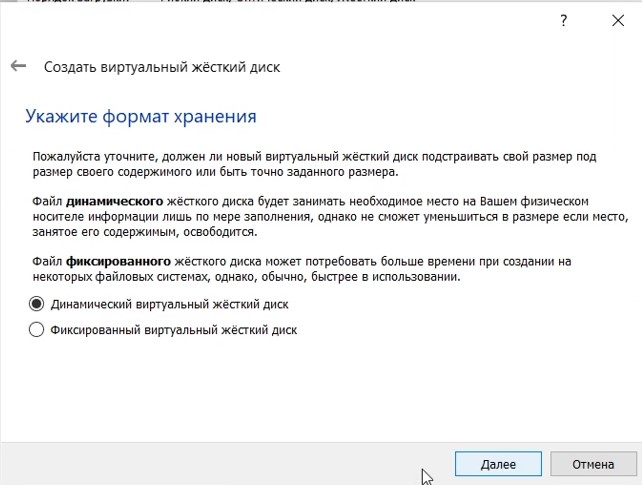 ?
Создать виртуальный жёсткий диск
Укажите формат хранения
Пожалуйста уточните, должен ли новый виртуальный жёсткий диск подстраивать свой размер под
размер своего содержимого или быть точно заданного размера.
Файл динамического жёсткого диска будет занимать необходимое место на Вашем физическом
носителе информации лишь по мере заполнения, однако не сможет уменьшиться в размере если место,
занятое его содержимым, освободится.
Файл фиксированного жёсткого диска может потребовать больше времени при создании на
некоторых файловых системах, однако, обычно, быстрее в использовании.
Динамический виртуальный жёсткий диск
Фиксированный виртуальный жёсткий диск
Далее
Отмена